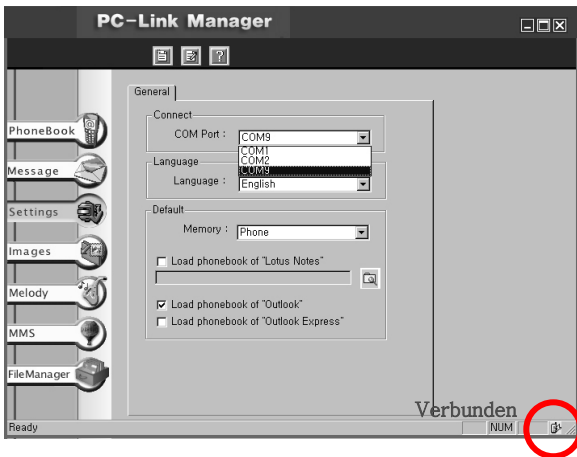 PC-Link Manager
General
Connect
COM Port : COM9
COM1
COM2
COM9
Language
Language : English
Default
Memory : Phone
Load phonebook of "Lotus Notes"
Load phonebook of "Outlook"
Load phonebook of "Outlook Express"
PhoneBook
Message
Settings
Images
Melody
MMS
FileManager
Verbunden
Ready
NUM